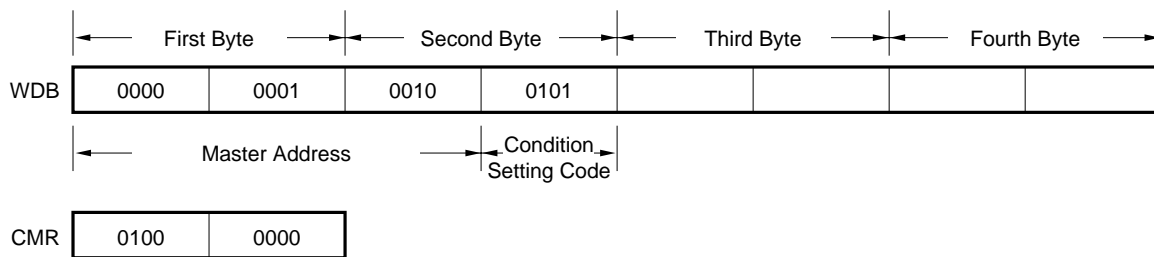 First Byte Second Byte Third Byte Fourth Byte
WDB 0000 0001 0010 0101
Master Address Condition
Setting Code
CMR 0100 0000